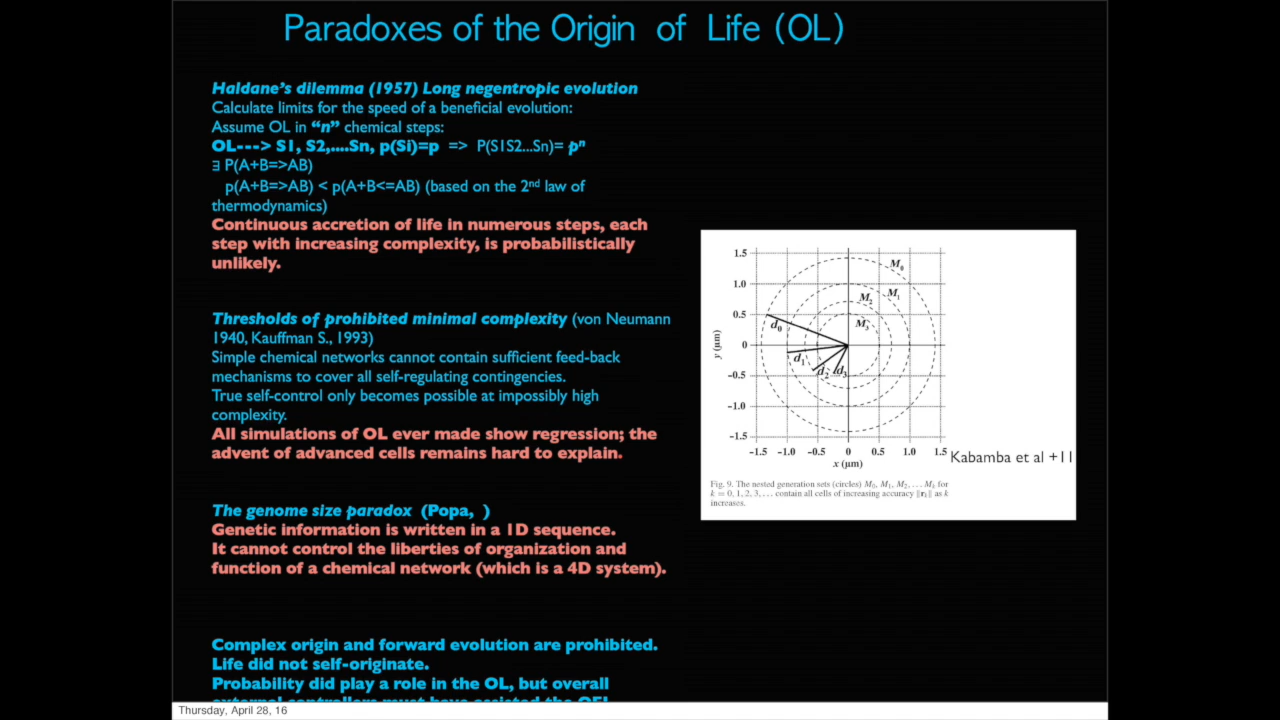 Paradoxes of the Origin of Life (OL)
Haldane's dilemma (1957) Long negentropic evolution
Calculate limits for the speed of a beneficial evolution:
Assume OL in "n" chemical steps:
OL---> S1, S2,....Sn, p(Si)=p => P(S1S2...Sn)= pⁿ
∃ P(A+B=>AB)
p(A+B=>AB) < p(A+B<=AB) (based on the 2nd law of
thermodynamics)
Continuous accretion of life in numerous steps, each
step with increasing complexity, is probabilistically
unlikely.
Thresholds of prohibited minimal complexity (von Neumann
1940, Kauffman S., 1993)
Simple chemical networks cannot contain sufficient feed-back
mechanisms to cover all self-regulating contingencies.
True self-control only becomes possible at impossibly high
complexity.
All simulations of OL ever made show regression; the
advent of advanced cells remains hard to explain.
The genome size paradox (Popa, )
Genetic information is written in a 1D sequence.
It cannot control the liberties of organization and
function of a chemical network (which is a 4D system).
Complex origin and forward evolution are prohibited.
Life did not self-originate.
Probability did play a role in the OL, but overall
1.5
1.0
0.5
0
-0.5
-1.0
-1.5
y (μm)
M0
M1
M2
M3
d0
d1
d2
d3
-1.5 -1.0 -0.5 0 0.5 1.0 1.5
x (μm)
Kabamba et al +11
Fig. 9. The nested generation sets (circles) M0, M1, M2, ... Mk for
k = 0, 1, 2, 3, ... contain all cells of increasing accuracy ||rk|| as k
increases.
Thursday, April 28, 16